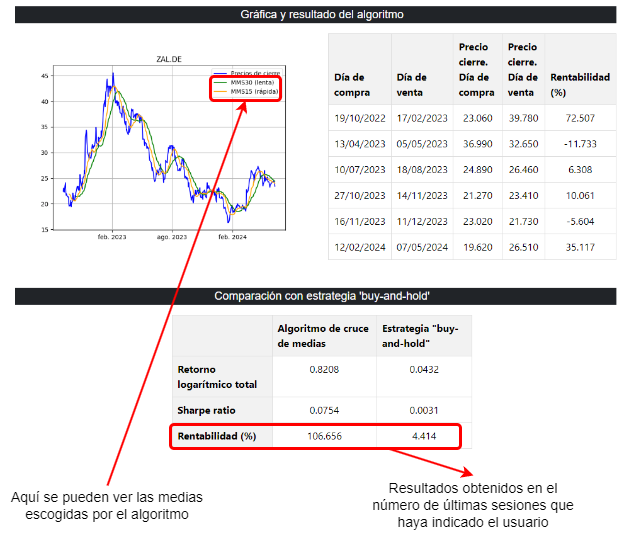 Gráfica y resultado del algoritmo
ZAL.DE
Precios de cierre
MMS30 (lenta)
MMS15 (rápida)
45
40
35
30
25
20
15
feb. 2023 ago. 2023 feb. 2024
Día de compra Día de venta Precio cierre. Día de compra Precio cierre. Día de venta Rentabilidad (%)
19/10/2022 17/02/2023 23.060 39.780 72.507
13/04/2023 05/05/2023 36.990 32.650 -11.733
10/07/2023 18/08/2023 24.890 26.460 6.308
27/10/2023 14/11/2023 21.270 23.410 10.061
16/11/2023 11/12/2023 23.020 21.730 -5.604
12/02/2024 07/05/2024 19.620 26.510 35.117
Comparación con estrategia 'buy-and-hold'
Algoritmo de cruce de medias Estrategia "buy-and-hold"
Retorno logarítmico total 0.8208 0.0432
Sharpe ratio 0.0754 0.0031
Rentabilidad (%) 106.656 4.414
Aquí se pueden ver las medias
escogidas por el algoritmo
Resultados obtenidos en el
número de últimas sesiones que
haya indicado el usuario